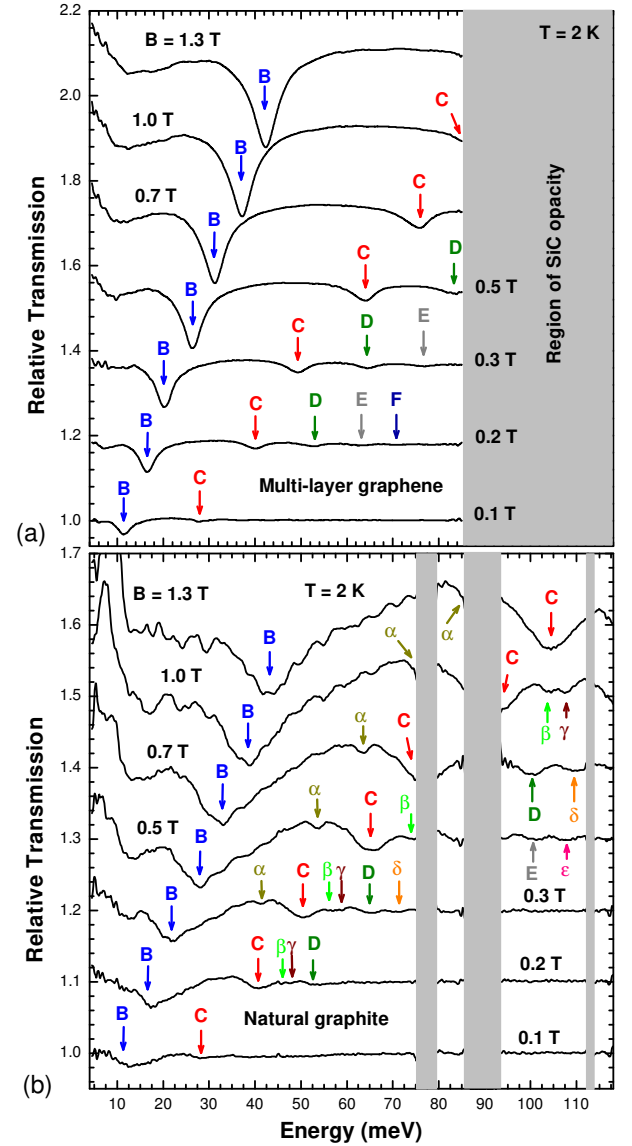 2.2
B = 1.3 T
T = 2 K
B
C
2.0
1.0 T
B
1.8
C
0.7 T
B
D
1.6
C
0.5 T
B
D
E
1.4
C
0.3 T
B
D
E
F
1.2
C
0.2 T
B
C
Multi-layer graphene
1.0
0.1 T
Relative Transmission
Region of SiC opacity
(a)
1.7
B = 1.3 T
T = 2 K
B
α
α
C
1.6
1.0 T
B
C
1.5
α
C
β γ
0.7 T
B
1.4
α
C
β
D
δ
0.5 T
B
1.3
α
C
β γ
D
δ
E
ε
0.3 T
B
1.2
C
β γ
D
0.2 T
B
1.1
C
Natural graphite
0.1 T
1.0
Relative Transmission
(b)
10 20 30 40 50 60 70 80 90 100 110
Energy (meV)